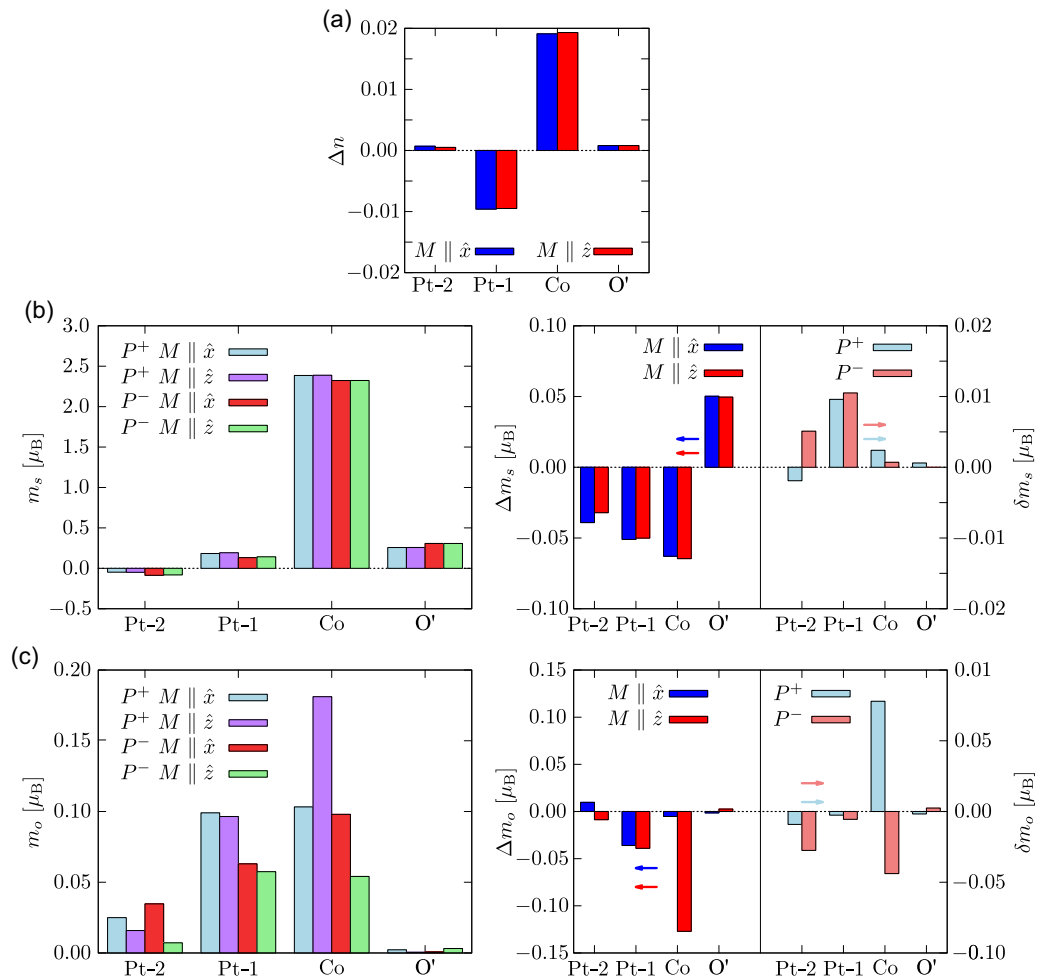 (a)
0.02
0.01
0.00
−0.01
−0.02
Δn
M ∥ x̂
M ∥ ẑ
Pt-2 Pt-1 Co O'
(b)
3.0
2.5
2.0
1.5
1.0
0.5
0.0
−0.5
m_s [μ_B]
P⁺ M ∥ x̂
P⁺ M ∥ ẑ
P⁻ M ∥ x̂
P⁻ M ∥ ẑ
Pt-2 Pt-1 Co O'
0.10
0.05
0.00
−0.05
−0.10
Δm_s [μ_B]
M ∥ x̂
M ∥ ẑ
P⁺
P⁻
0.02
0.01
0.00
−0.01
−0.02
δm_s [μ_B]
Pt-2 Pt-1 Co O' Pt-2 Pt-1 Co O'
(c)
0.20
0.15
0.10
0.05
0.00
m_o [μ_B]
P⁺ M ∥ x̂
P⁺ M ∥ ẑ
P⁻ M ∥ x̂
P⁻ M ∥ ẑ
Pt-2 Pt-1 Co O'
0.15
0.10
0.05
0.00
−0.05
−0.10
−0.15
Δm_o [μ_B]
M ∥ x̂
M ∥ ẑ
P⁺
P⁻
0.01
0.05
0.00
−0.05
−0.10
δm_o [μ_B]
Pt-2 Pt-1 Co O' Pt-2 Pt-1 Co O'